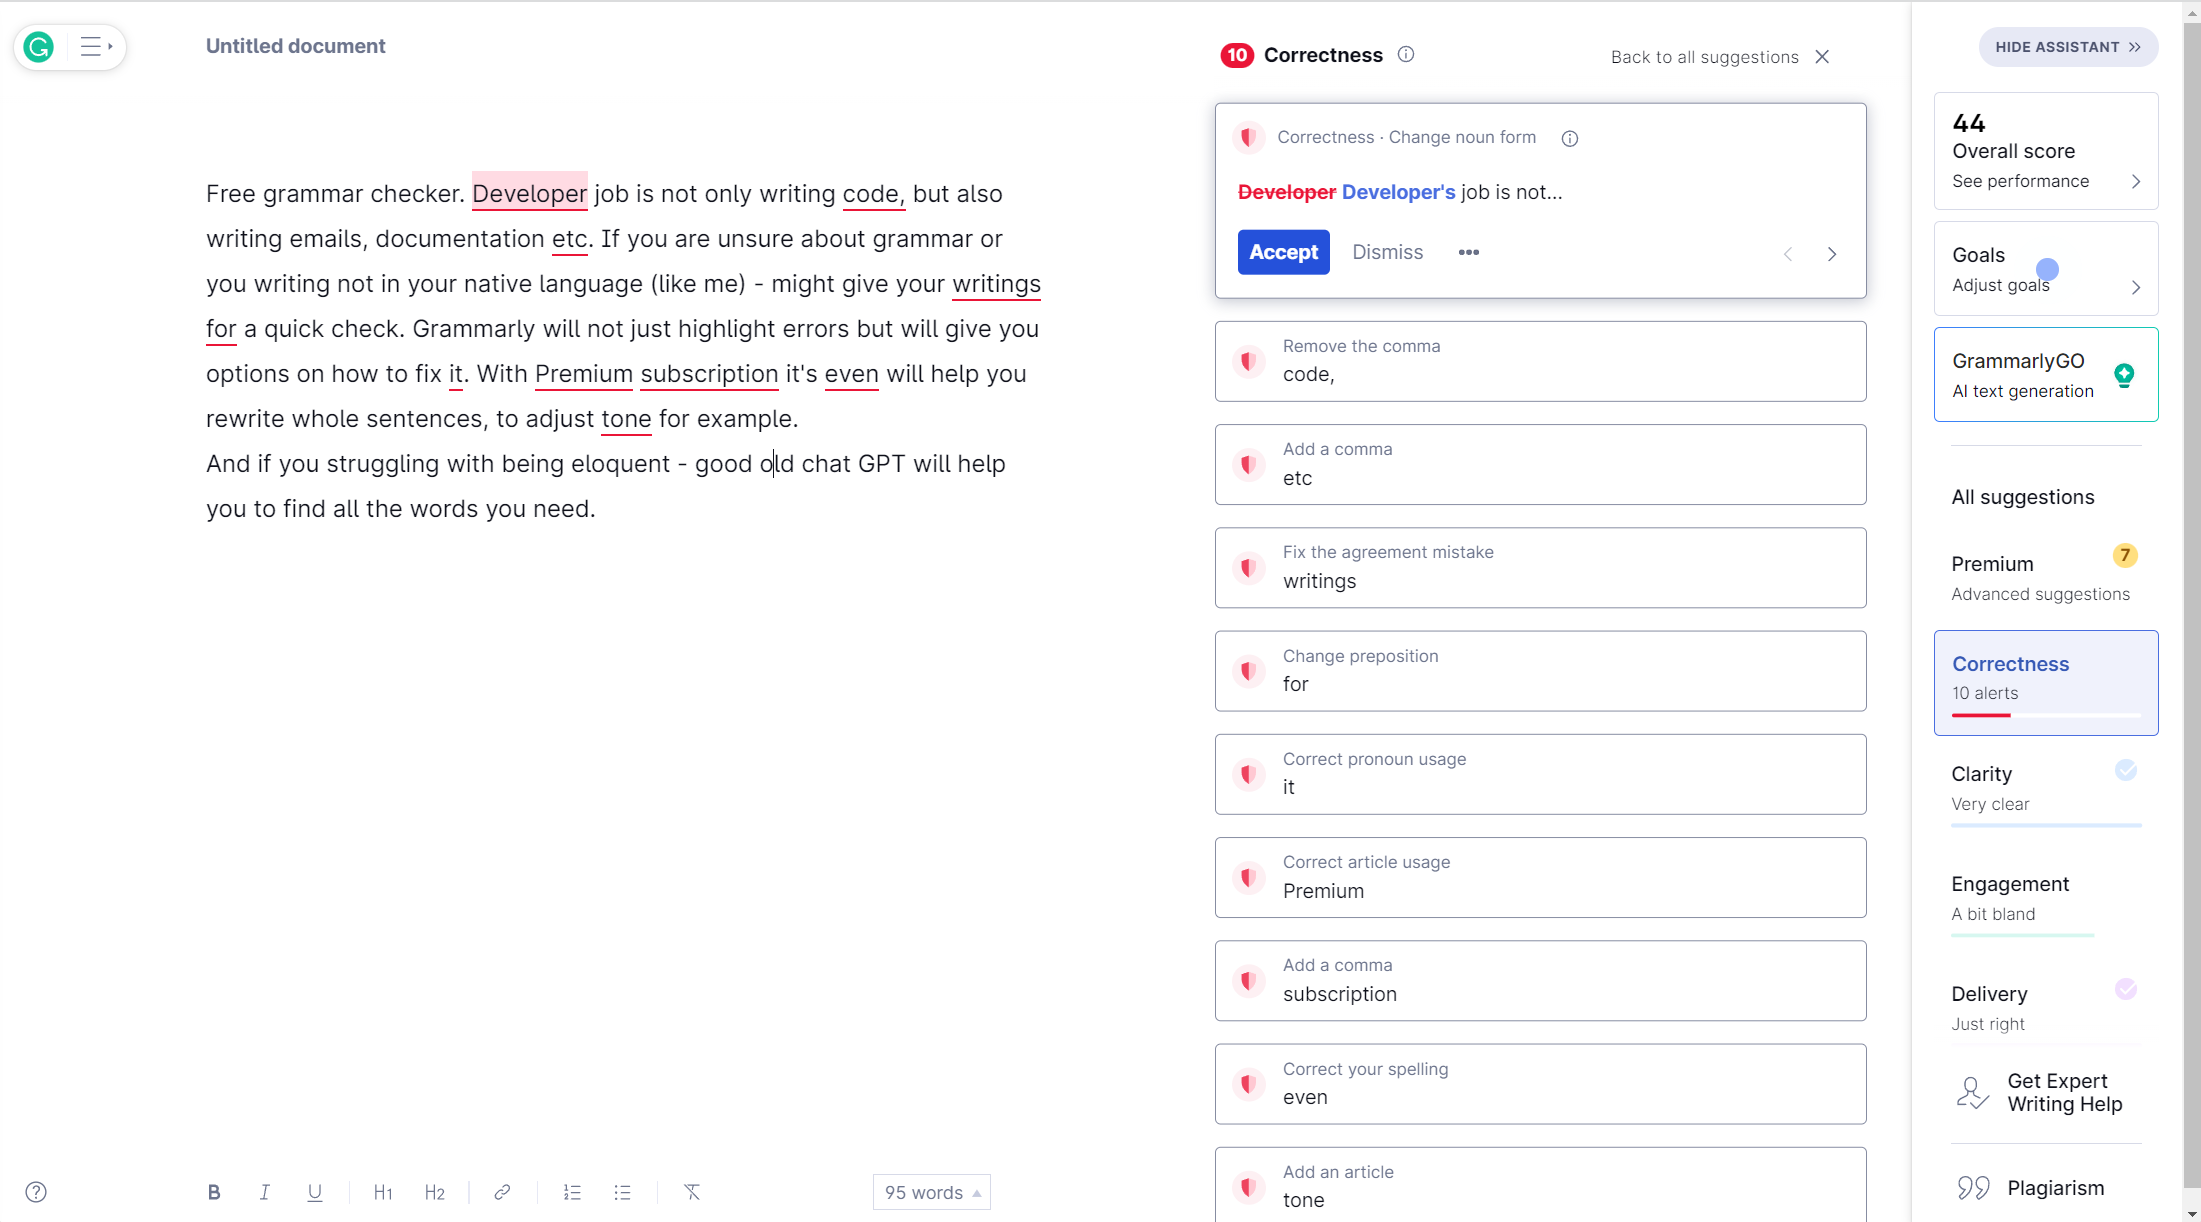 Untitled document
Free grammar checker. Developer job is not only writing code, but also
writing emails, documentation etc. If you are unsure about grammar or
you writing not in your native language (like me) - might give your writings
for a quick check. Grammarly will not just highlight errors but will give you
options on how to fix it. With Premium subscription it's even will help you
rewrite whole sentences, to adjust tone for example.
And if you struggling with being eloquent - good old chat GPT will help
you to find all the words you need.
B I U H1 H2
95 words
10 Correctness
Back to all suggestions
Correctness · Change noun form
Developer Developer's job is not...
Accept Dismiss
Remove the comma
code,
Add a comma
etc
Fix the agreement mistake
writings
Change preposition
for
Correct pronoun usage
it
Correct article usage
Premium
Add a comma
subscription
Correct your spelling
even
Add an article
tone
HIDE ASSISTANT
44
Overall score
See performance
Goals
Adjust goals
GrammarlyGO
AI text generation
All suggestions
Premium 7
Advanced suggestions
Correctness
10 alerts
Clarity
Very clear
Engagement
A bit bland
Delivery
Just right
Get Expert
Writing Help
Plagiarism